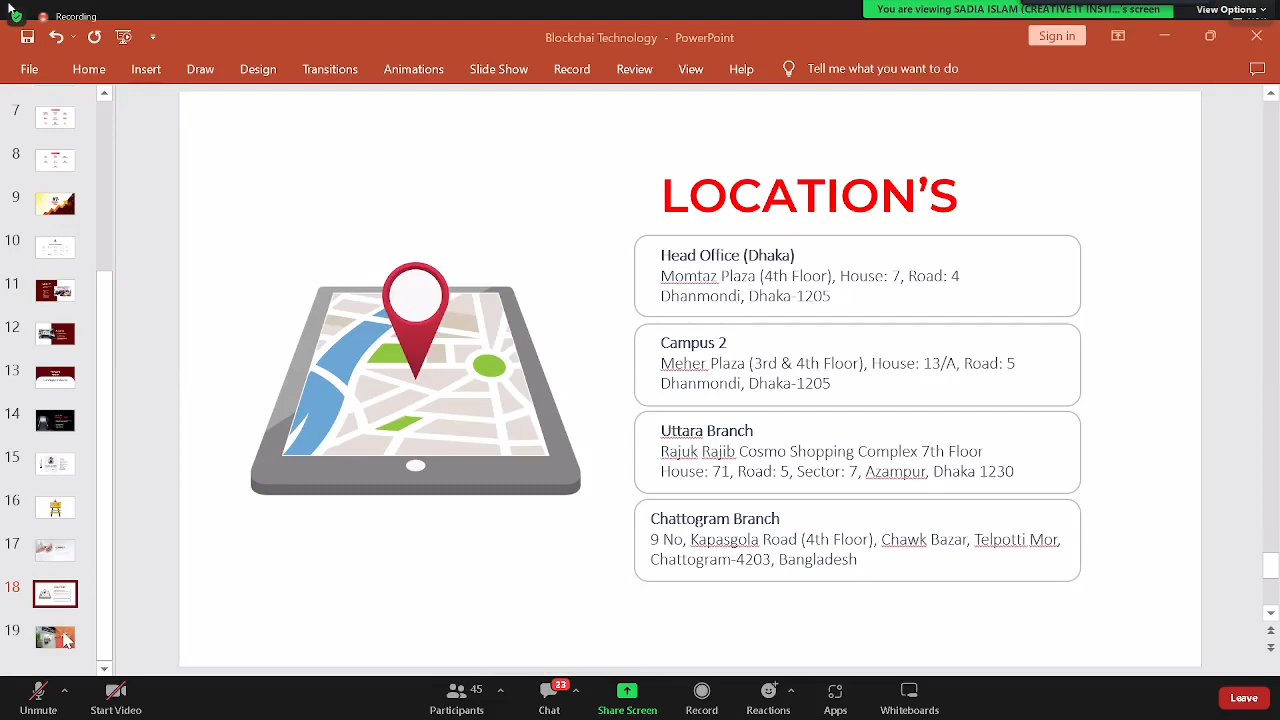 Recording
You are viewing SADIA ISLAM (CREATIVE IT INSTI...'s screen
View Options
Blockchai Technology - PowerPoint
Sign in
File Home Insert Draw Design Transitions Animations Slide Show Record Review View Help Tell me what you want to do
7
8
9
10
11
12
13
14
15
16
17
18
19
LOCATION’S
Head Office (Dhaka)
Momtaz Plaza (4th Floor), House: 7, Road: 4
Dhanmondi, Dhaka-1205
Campus 2
Meher Plaza (3rd & 4th Floor), House: 13/A, Road: 5
Dhanmondi, Dhaka-1205
Uttara Branch
Rajuk Rajib Cosmo Shopping Complex 7th Floor
House: 71, Road: 5, Sector: 7, Azampur, Dhaka 1230
Chattogram Branch
9 No, Kapasgola Road (4th Floor), Chawk Bazar, Telpotti Mor,
Chattogram-4203, Bangladesh
45
23
Unmute Start Video Participants Chat Share Screen Record Reactions Apps Whiteboards
Leave